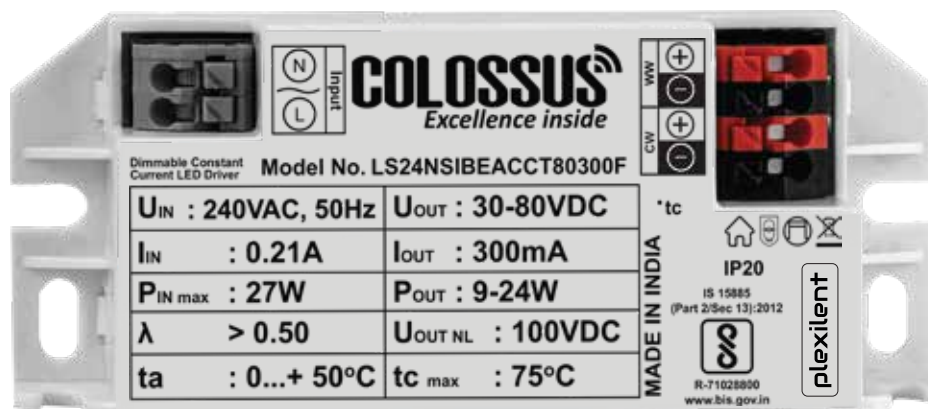 N
L
Input
COLOSSUS
Excellence inside
WW
CW
Dimmable Constant
Current LED Driver
Model No. LS24NSIBEACCT80300F
UIN : 240VAC, 50Hz
UOUT : 30-80VDC
IIN : 0.21A
IOUT : 300mA
PIN max : 27W
POUT : 9-24W
λ > 0.50
UOUT NL : 100VDC
ta : 0...+ 50°C
tc max : 75°C
MADE IN INDIA
tc
IP20
IS 15885
(Part 2/Sec 13):2012
R-71028800
www.bis.gov.in
plexilent